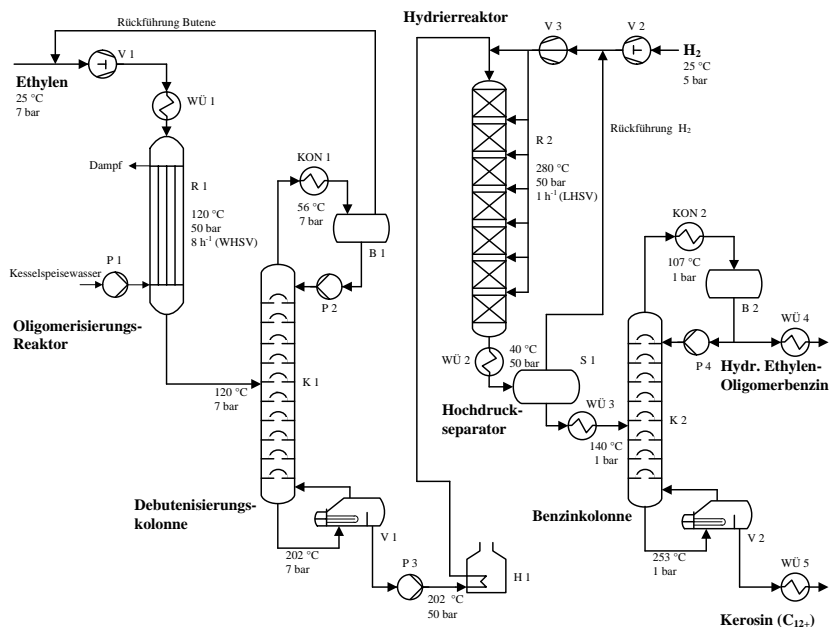 Hydrierreaktor
Rückführung Butene
V 1
V 3
V 2
H₂
25 °C
5 bar
Ethylen
25 °C
7 bar
WÜ 1
Rückführung H₂
Dampf
R 1
120 °C
50 bar
8 h⁻¹ (WHSV)
KON 1
56 °C
7 bar
B 1
R 2
280 °C
50 bar
1 h⁻¹ (LHSV)
KON 2
107 °C
1 bar
B 2
Kesselspeisewasser
P 1
P 2
Oligomerisierungs-
Reaktor
WÜ 2
40 °C
50 bar
S 1
P 4
WÜ 4
Hydr. Ethylen-
Oligomerbenzin
120 °C
7 bar
K 1
Hochdruck-
separator
WÜ 3
140 °C
1 bar
K 2
Debutenisierungs-
kolonne
Benzinkolonne
202 °C
7 bar
V 1
P 3
202 °C
50 bar
H 1
253 °C
1 bar
V 2
WÜ 5
Kerosin (C₁₂₊)